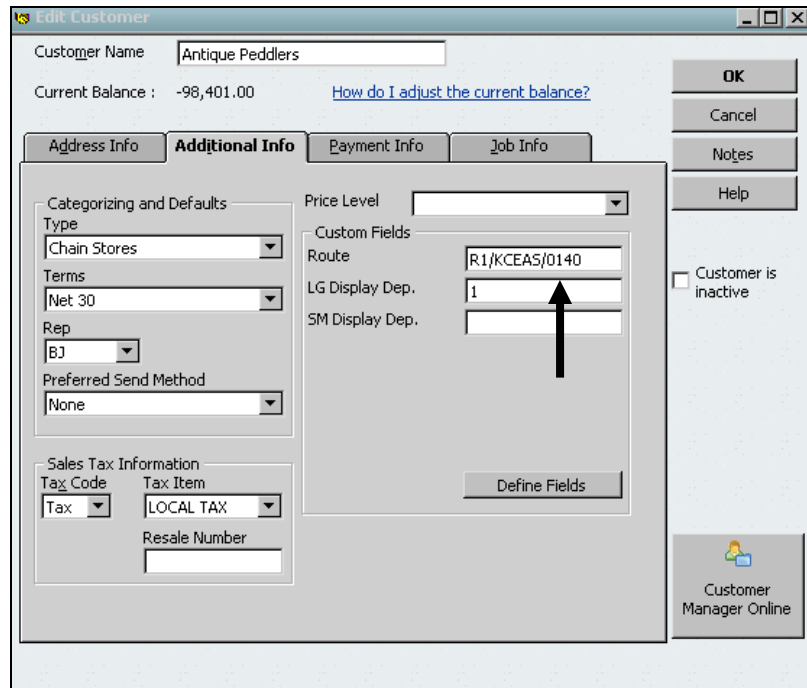 Edit Customer
Customer Name Antique Peddlers
Current Balance : -98,401.00 How do I adjust the current balance?
OK
Cancel
Notes
Help
Customer is
inactive
Address Info Additional Info Payment Info Job Info
Categorizing and Defaults
Type
Chain Stores
Terms
Net 30
Rep
BJ
Preferred Send Method
None
Sales Tax Information
Tax Code Tax Item
Tax LOCAL TAX
Resale Number
Price Level
Custom Fields
Route R1/KCEAS/0140
LG Display Dep. 1
SM Display Dep.
Define Fields
Customer
Manager Online